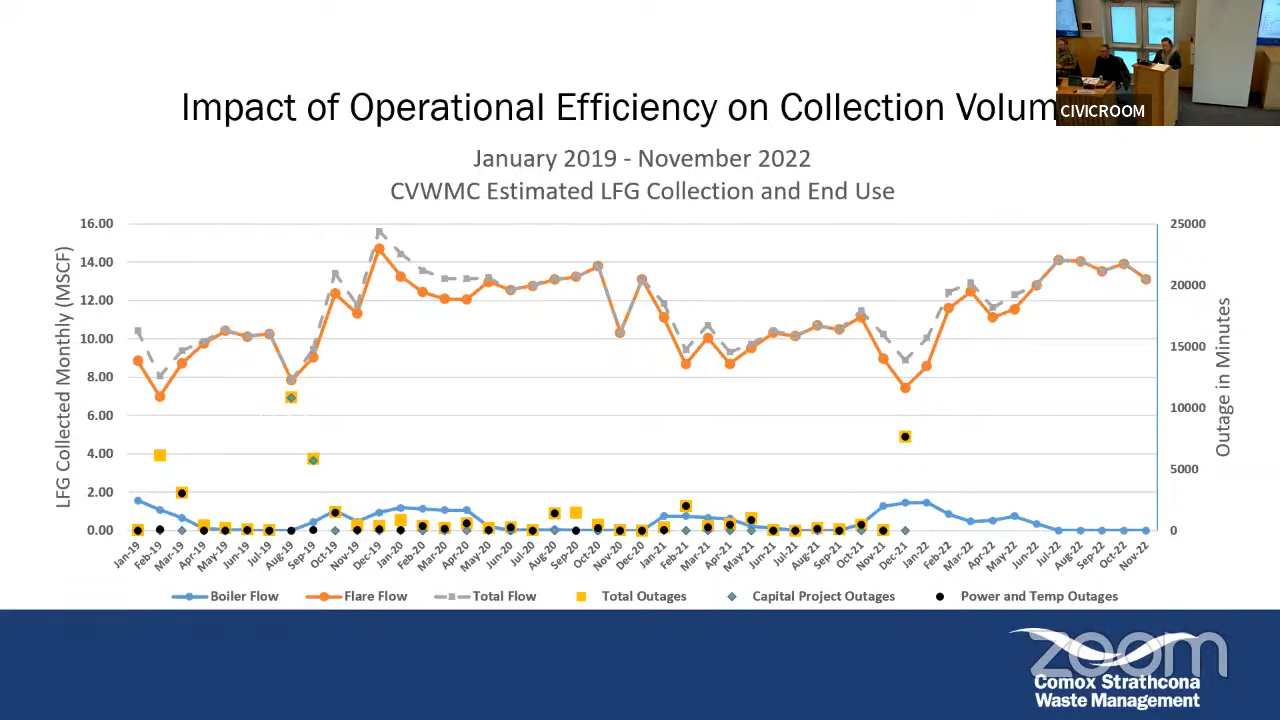 Impact of Operational Efficiency on Collection Volum
CIVICROOM
January 2019 - November 2022
CVWMC Estimated LFG Collection and End Use
LFG Collected Monthly (MSCF)
16.00
14.00
12.00
10.00
8.00
6.00
4.00
2.00
0.00
25000
20000
15000
10000
5000
0
Outage in Minutes
Jan-19 Feb-19 Mar-19 Apr-19 May-19 Jun-19 Jul-19 Aug-19 Sep-19 Oct-19 Nov-19 Dec-19 Jan-20 Feb-20 Mar-20 Apr-20 May-20 Jun-20 Jul-20 Aug-20 Sep-20 Oct-20 Nov-20 Dec-20 Jan-21 Feb-21 Mar-21 Apr-21 May-21 Jun-21 Jul-21 Aug-21 Sep-21 Oct-21 Nov-21 Dec-21 Jan-22 Feb-22 Mar-22 Apr-22 May-22 Jun-22 Jul-22 Aug-22 Sep-22 Oct-22 Nov-22
Boiler Flow Flare Flow Total Flow Total Outages Capital Project Outages Power and Temp Outages
zoom
Comox Strathcona
Waste Management